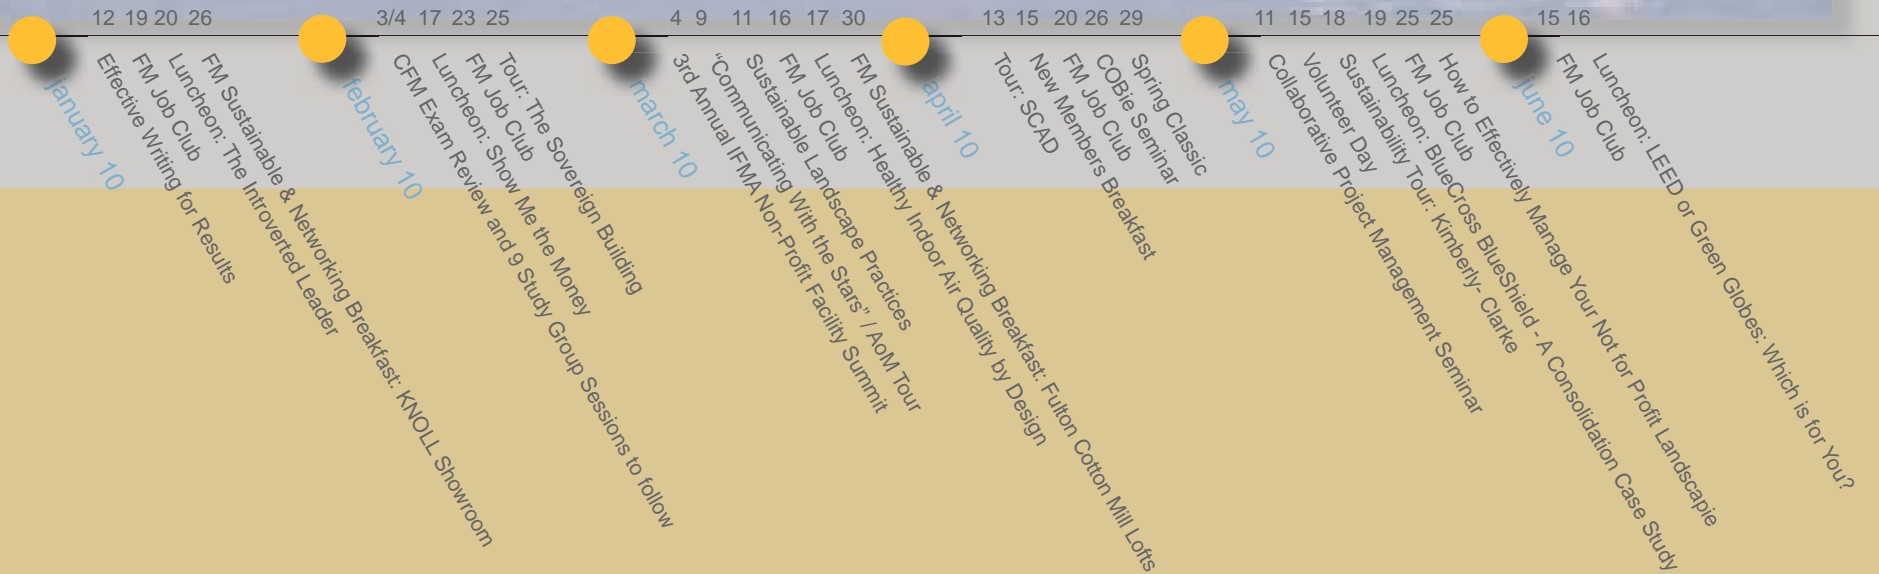 12 19 20 26
3/4 17 23 25
4 9 11 16 17 30
13 15 20 26 29
11 15 18 19 25 25
15 16
january 10
Effective Writing for Results
FM Job Club
Luncheon: The Introverted Leader
FM Sustainable & Networking Breakfast: KNOLL Showroom
february 10
CFM Exam Review and 9 Study Group Sessions to follow
Luncheon: Show Me the Money
FM Job Club
Tour: The Sovereign Building
march 10
3rd Annual IFMA Non-Profit Facility Summit
“Communicating With the Stars” / AoM Tour
Sustainable Landscape Practices
FM Job Club
Luncheon: Healthy Indoor Air Quality by Design
FM Sustainable & Networking Breakfast: Fulton Cotton Mill Lofts
april 10
Tour: SCAD
New Members Breakfast
FM Job Club
COBie Seminar
Spring Classic
may 10
Collaborative Project Management Seminar
Volunteer Day
Sustainability Tour: Kimberly- Clarke
Luncheon: BlueCross BlueShield - A Consolidation Case Study
FM Job Club
How to Effectively Manage Your Not for Profit Landscapie
june 10
FM Job Club
Luncheon: LEED or Green Globes: Which is for You?